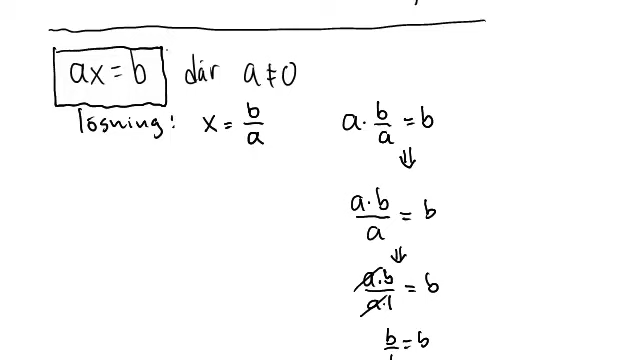 ax = b där a ≠ 0
lösning: x = b/a
a · b/a = b
⇓
a · b / a = b
⇓
a · b / a · 1 = b
b/1 = b